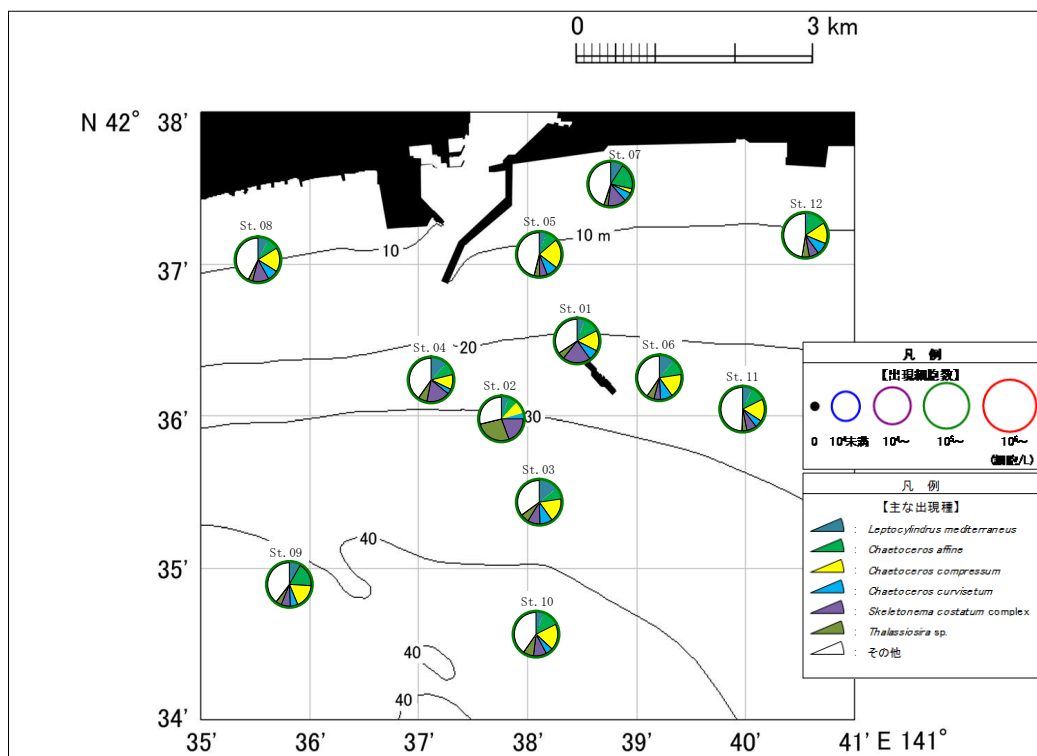 0 3 km
N 42° 38'
St.07
St.12
St.08
St.05
10
10 m
37'
St.01
St.04
20
St.06
St.02
St.11
36'
30
St.03
40
St.09
35'
St.10
40
40
34'
35' 36' 37' 38' 39' 40' 41' E 141°
凡 例
【出現細胞数】
0 10⁴未満 10⁴～ 10⁵～ 10⁶～
(細胞/L)
凡 例
【主な出現種】
: Leptocylindrus mediterraneus
: Chaetoceros affine
: Chaetoceros compressum
: Chaetoceros curvisetum
: Skeletonema costatum complex
: Thalassiosira sp.
: その他